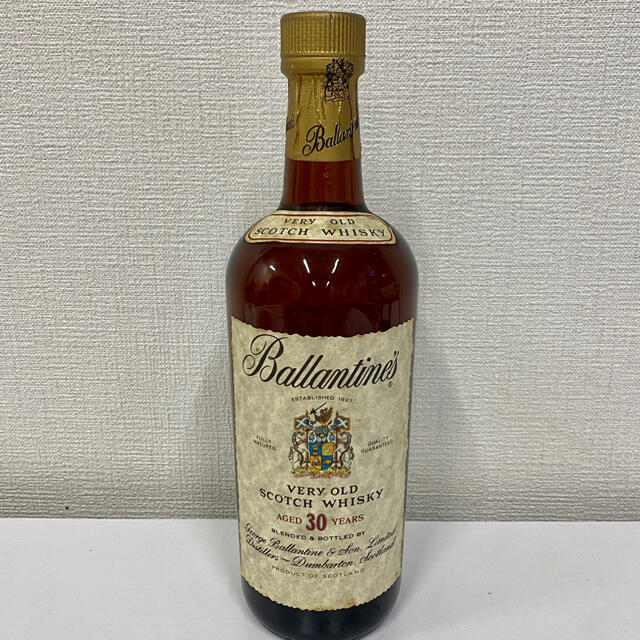 Ballantine's
VERY OLD
SCOTCH WHISKY
Ballantine's
®
ESTABLISHED 1827.
FULLY
MATURED
QUALITY
GUARANTEED
VERY OLD
SCOTCH WHISKY
AGED 30 YEARS
BLENDED & BOTTLED BY
George Ballantine & Son, Limited
Distillers—Dumbarton, Scotland
PRODUCT OF SCOTLAND